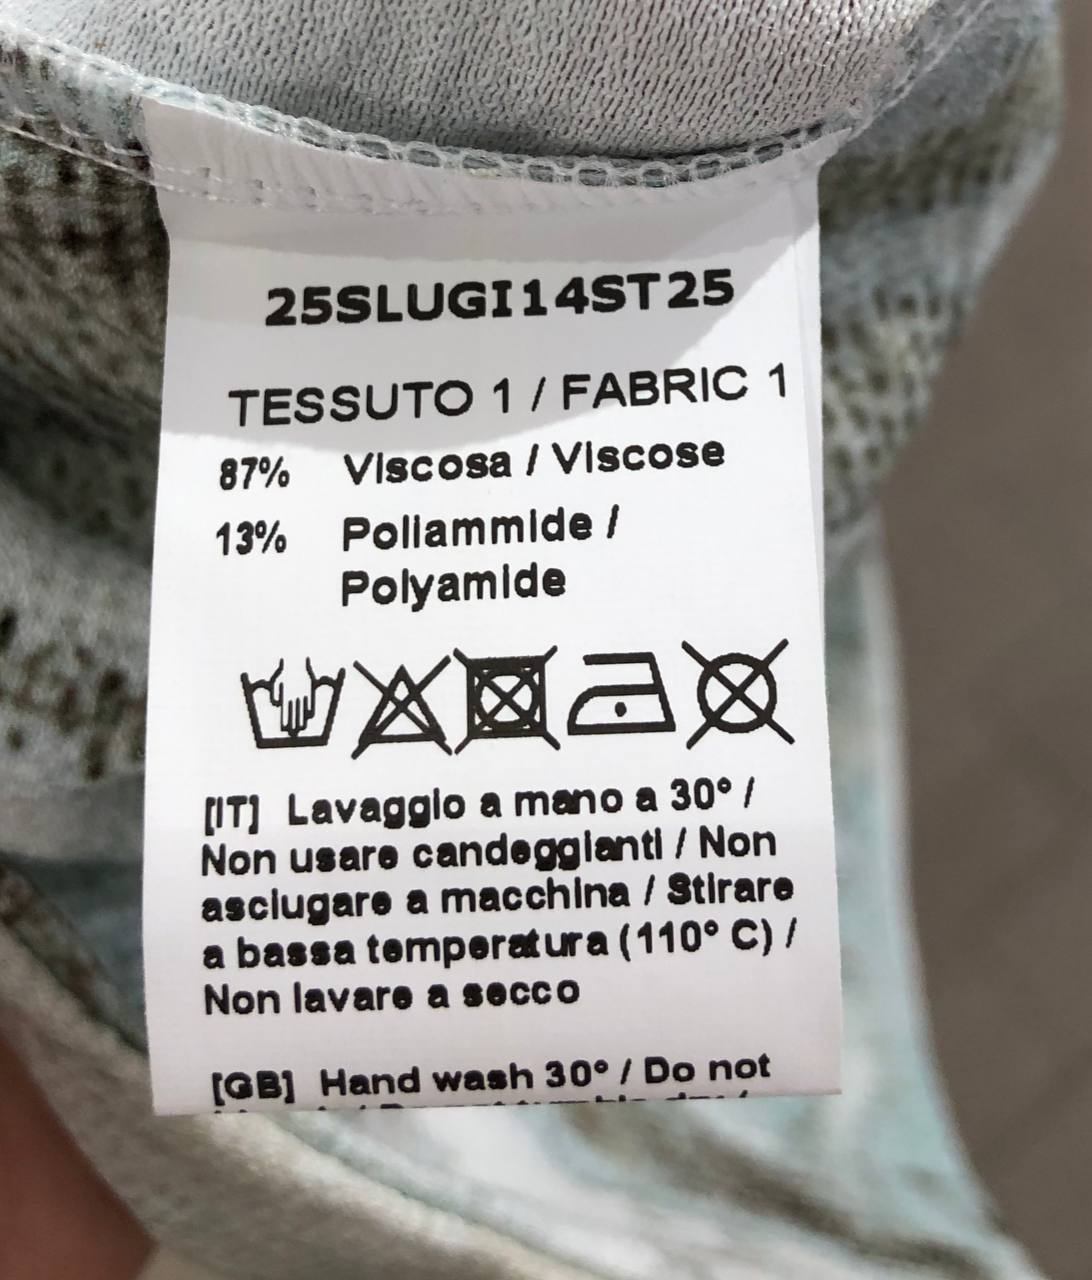 25SLUGI14ST25
TESSUTO 1 / FABRIC 1
87% Viscosa / Viscose
13% Poliammide /
Polyamide
[IT] Lavaggio a mano a 30° /
Non usare candeggianti / Non
asciugare a macchina / Stirare
a bassa temperatura (110° C) /
Non lavare a secco
[GB] Hand wash 30° / Do not